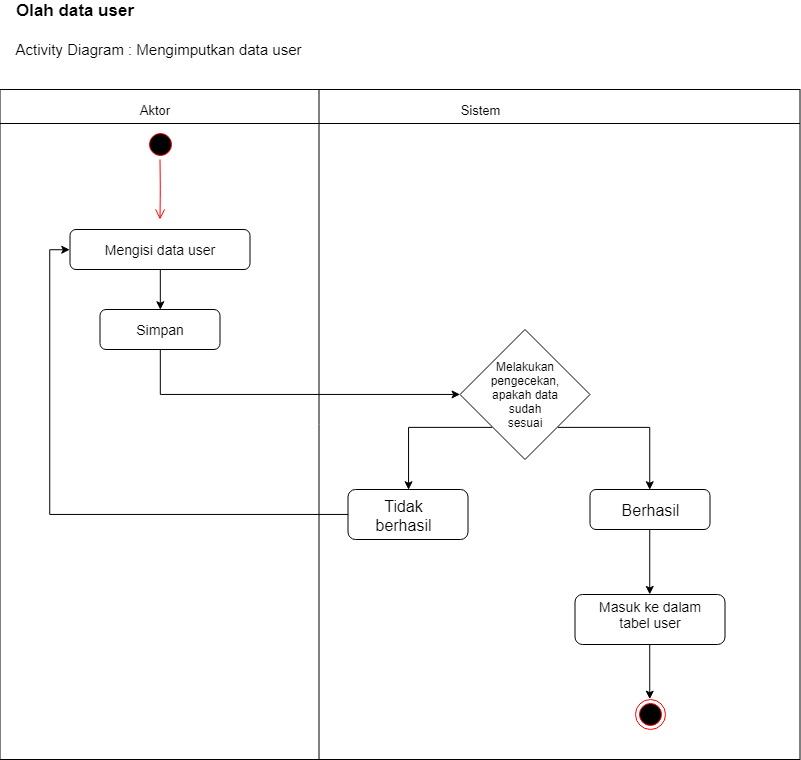 Olah data user
Activity Diagram : Mengimputkan data user
Aktor
Sistem
Mengisi data user
Simpan
Melakukan
pengecekan,
apakah data
sudah
sesuai
Tidak
berhasil
Berhasil
Masuk ke dalam
tabel user